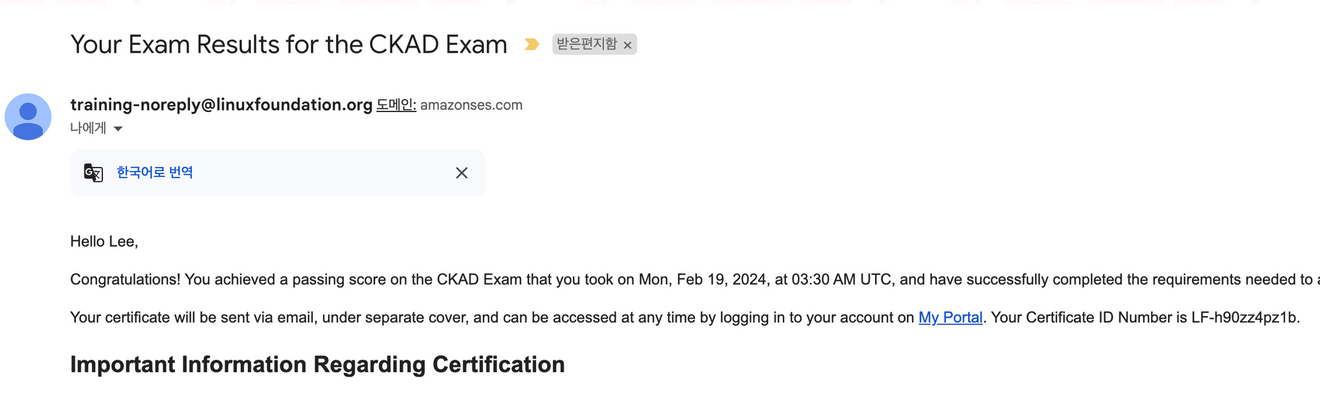 Your Exam Results for the CKAD Exam 받은편지함 ×
training-noreply@linuxfoundation.org 도메인: amazonses.com
나에게
한국어로 번역
Hello Lee,
Congratulations! You achieved a passing score on the CKAD Exam that you took on Mon, Feb 19, 2024, at 03:30 AM UTC, and have successfully completed the requirements needed to
Your certificate will be sent via email, under separate cover, and can be accessed at any time by logging in to your account on My Portal. Your Certificate ID Number is LF-h90zz4pz1b.
Important Information Regarding Certification